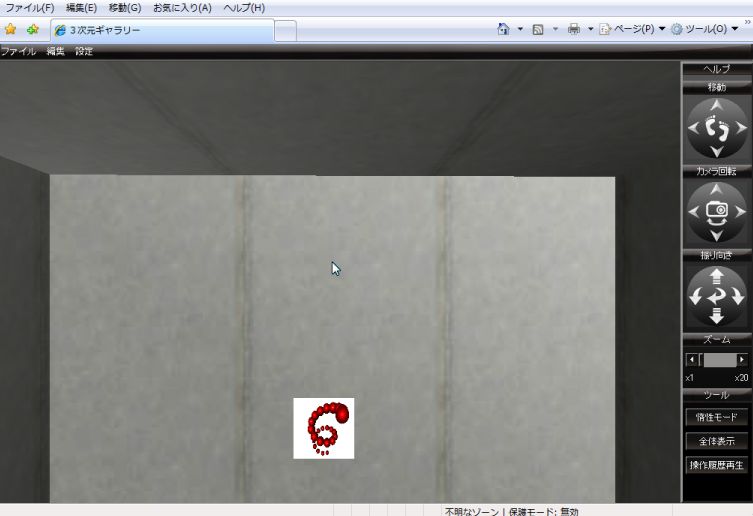 ファイル(F) 編集(E) 移動(G) お気に入り(A) ヘルプ(H)
3次元ギャラリー
ページ(P) ツール(O)
ファイル 編集 設定
ヘルプ
移動
カメラ回転
振り向き
ズーム
x1 x20
ツール
惰性モード
全体表示
操作履歴再生
不明なゾーン | 保護モード: 無効